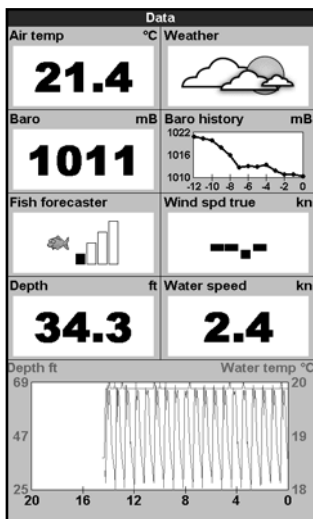 Data
Air temp °C Weather
21.4
Baro mB Baro history mB
1011
1022
1016
1010
-12 -10 -8 -6 -4 -2 0
Fish forecaster Wind spd true kn
--.-
Depth ft Water speed kn
34.3 2.4
Depth ft Water temp °C
69 20
47 19
25 18
20 16 12 8 4 0